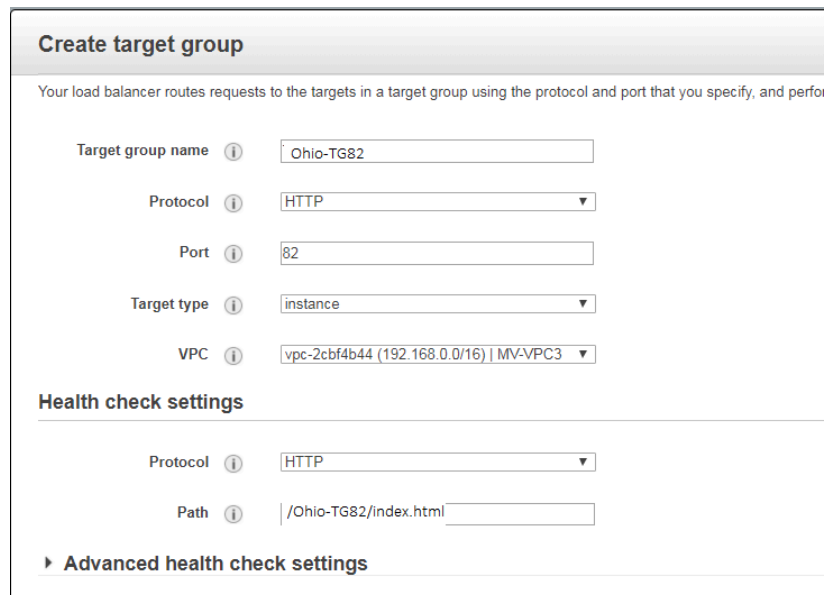 Create target group
Your load balancer routes requests to the targets in a target group using the protocol and port that you specify, and perfor
Target group name Ohio-TG82
Protocol HTTP
Port 82
Target type instance
VPC vpc-2cbf4b44 (192.168.0.0/16) | MV-VPC3
Health check settings
Protocol HTTP
Path /Ohio-TG82/index.html
Advanced health check settings